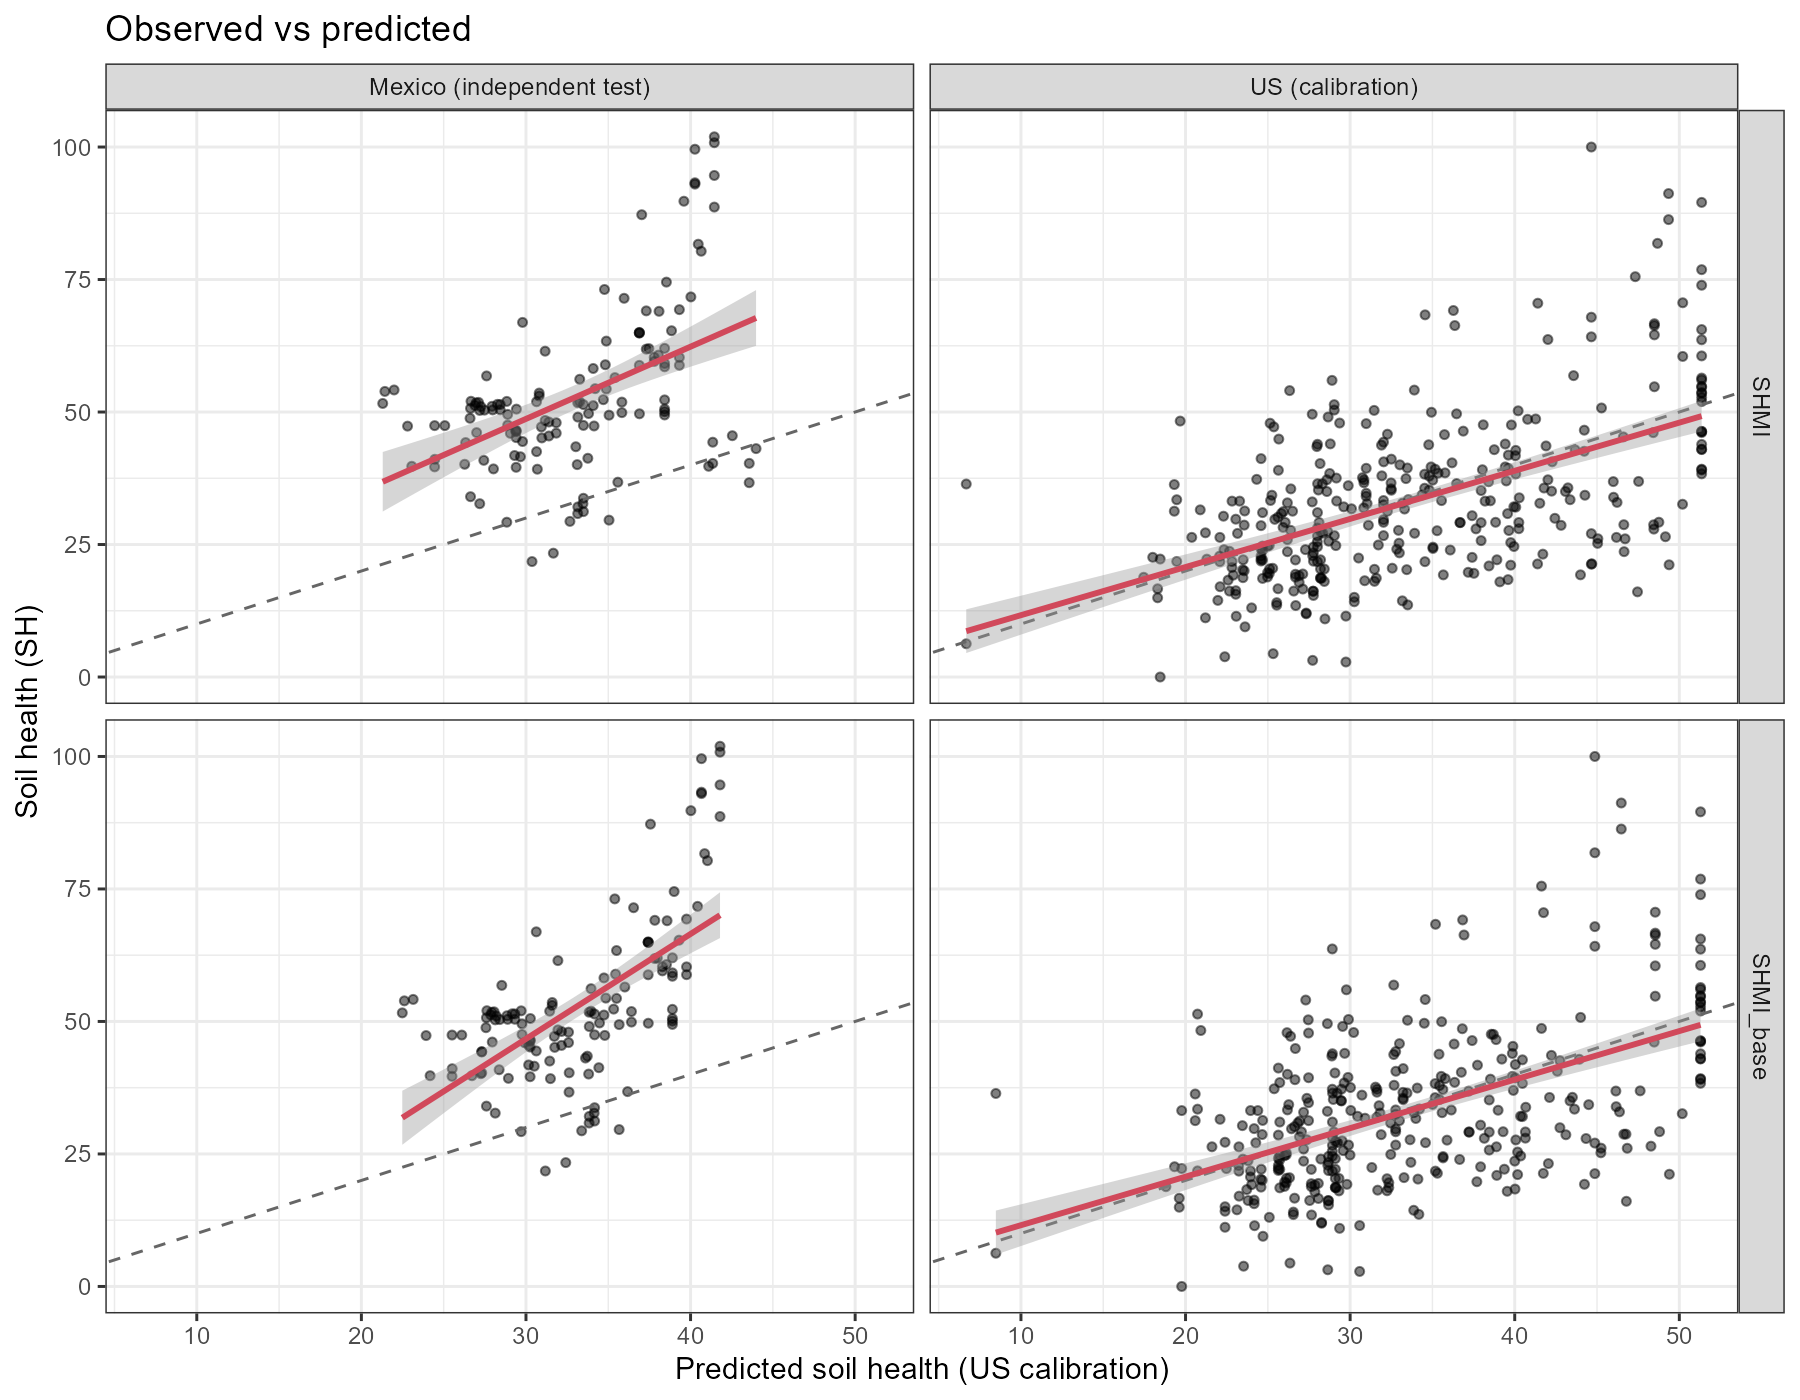 Observed vs predicted
Mexico (independent test)
US (calibration)
100
75
50
25
0
SHMI
Soil health (SH)
100
75
50
25
0
SHMI_base
10
20
30
40
50
10
20
30
40
50
Predicted soil health (US calibration)